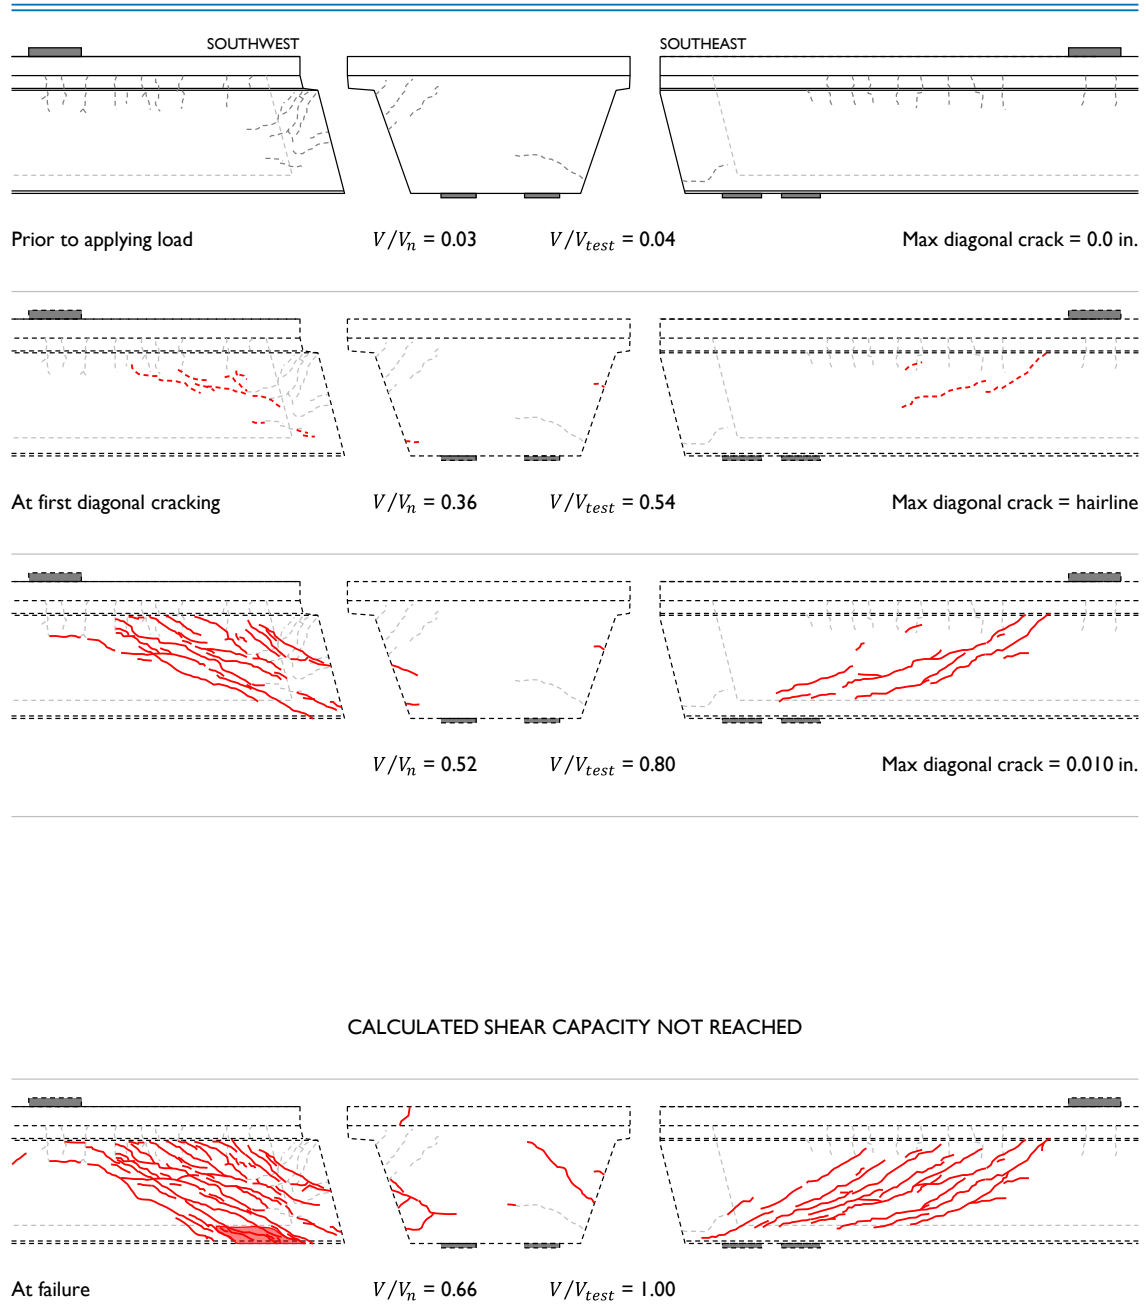 SOUTHWEST SOUTHEAST
Prior to applying load V/V_n = 0.03 V/V_test = 0.04 Max diagonal crack = 0.0 in.
At first diagonal cracking V/V_n = 0.36 V/V_test = 0.54 Max diagonal crack = hairline
V/V_n = 0.52 V/V_test = 0.80 Max diagonal crack = 0.010 in.
CALCULATED SHEAR CAPACITY NOT REACHED
At failure V/V_n = 0.66 V/V_test = 1.00